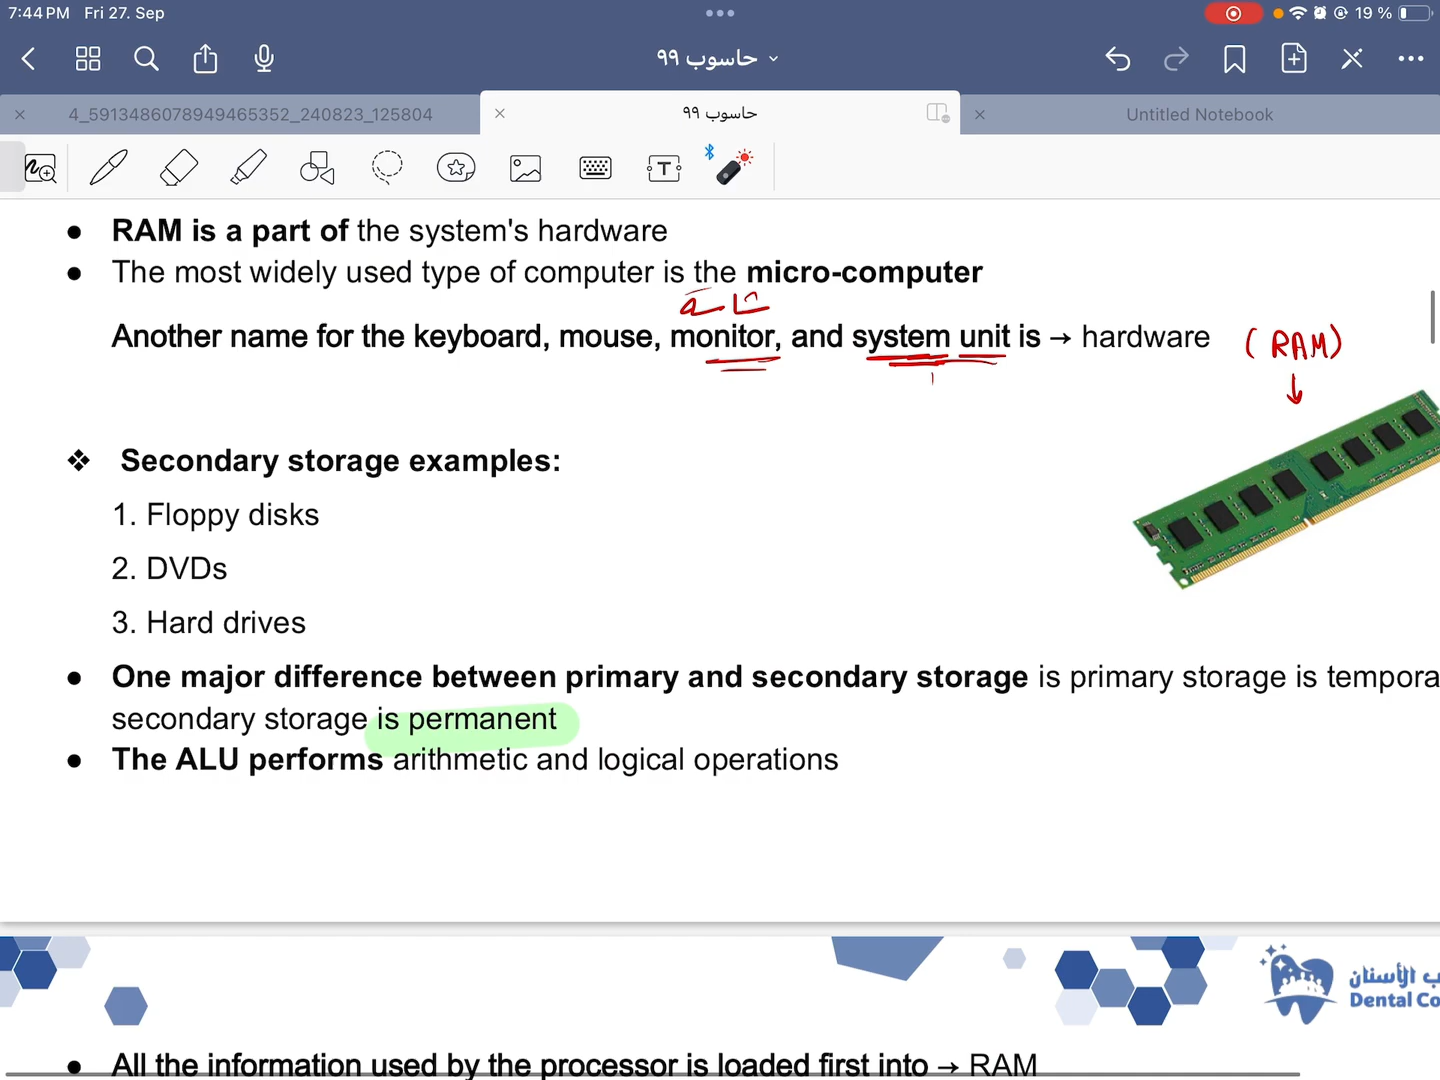 7:44 PM Fri 27. Sep
19 %
حاسوب ٩٩
4_5913486078949465352_240823_125804
حاسوب ٩٩
Untitled Notebook
T
● RAM is a part of the system's hardware
● The most widely used type of computer is the micro-computer
شاشة
Another name for the keyboard, mouse, monitor, and system unit is → hardware
(RAM)
↓
❖ Secondary storage examples:
1. Floppy disks
2. DVDs
3. Hard drives
● One major difference between primary and secondary storage is primary storage is tempora
secondary storage is permanent
● The ALU performs arithmetic and logical operations
ب الأسنان
Dental Co
● All the information used by the processor is loaded first into → RAM